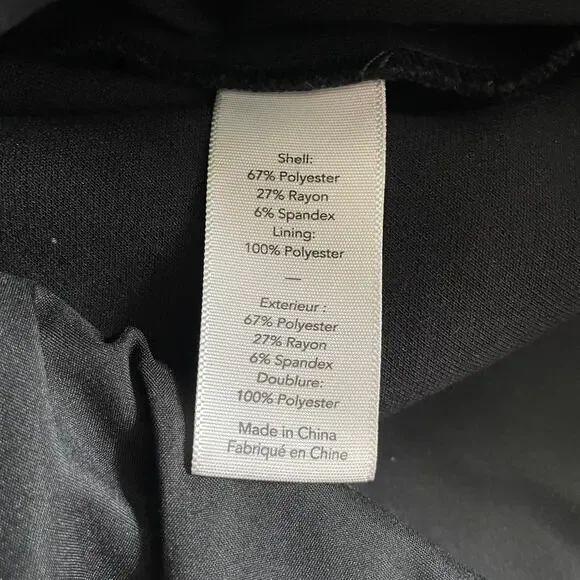 Shell:
67% Polyester
27% Rayon
6% Spandex
Lining:
100% Polyester
—
Exterieur :
67% Polyester
27% Rayon
6% Spandex
Doublure:
100% Polyester
Made in China
Fabriqué en Chine